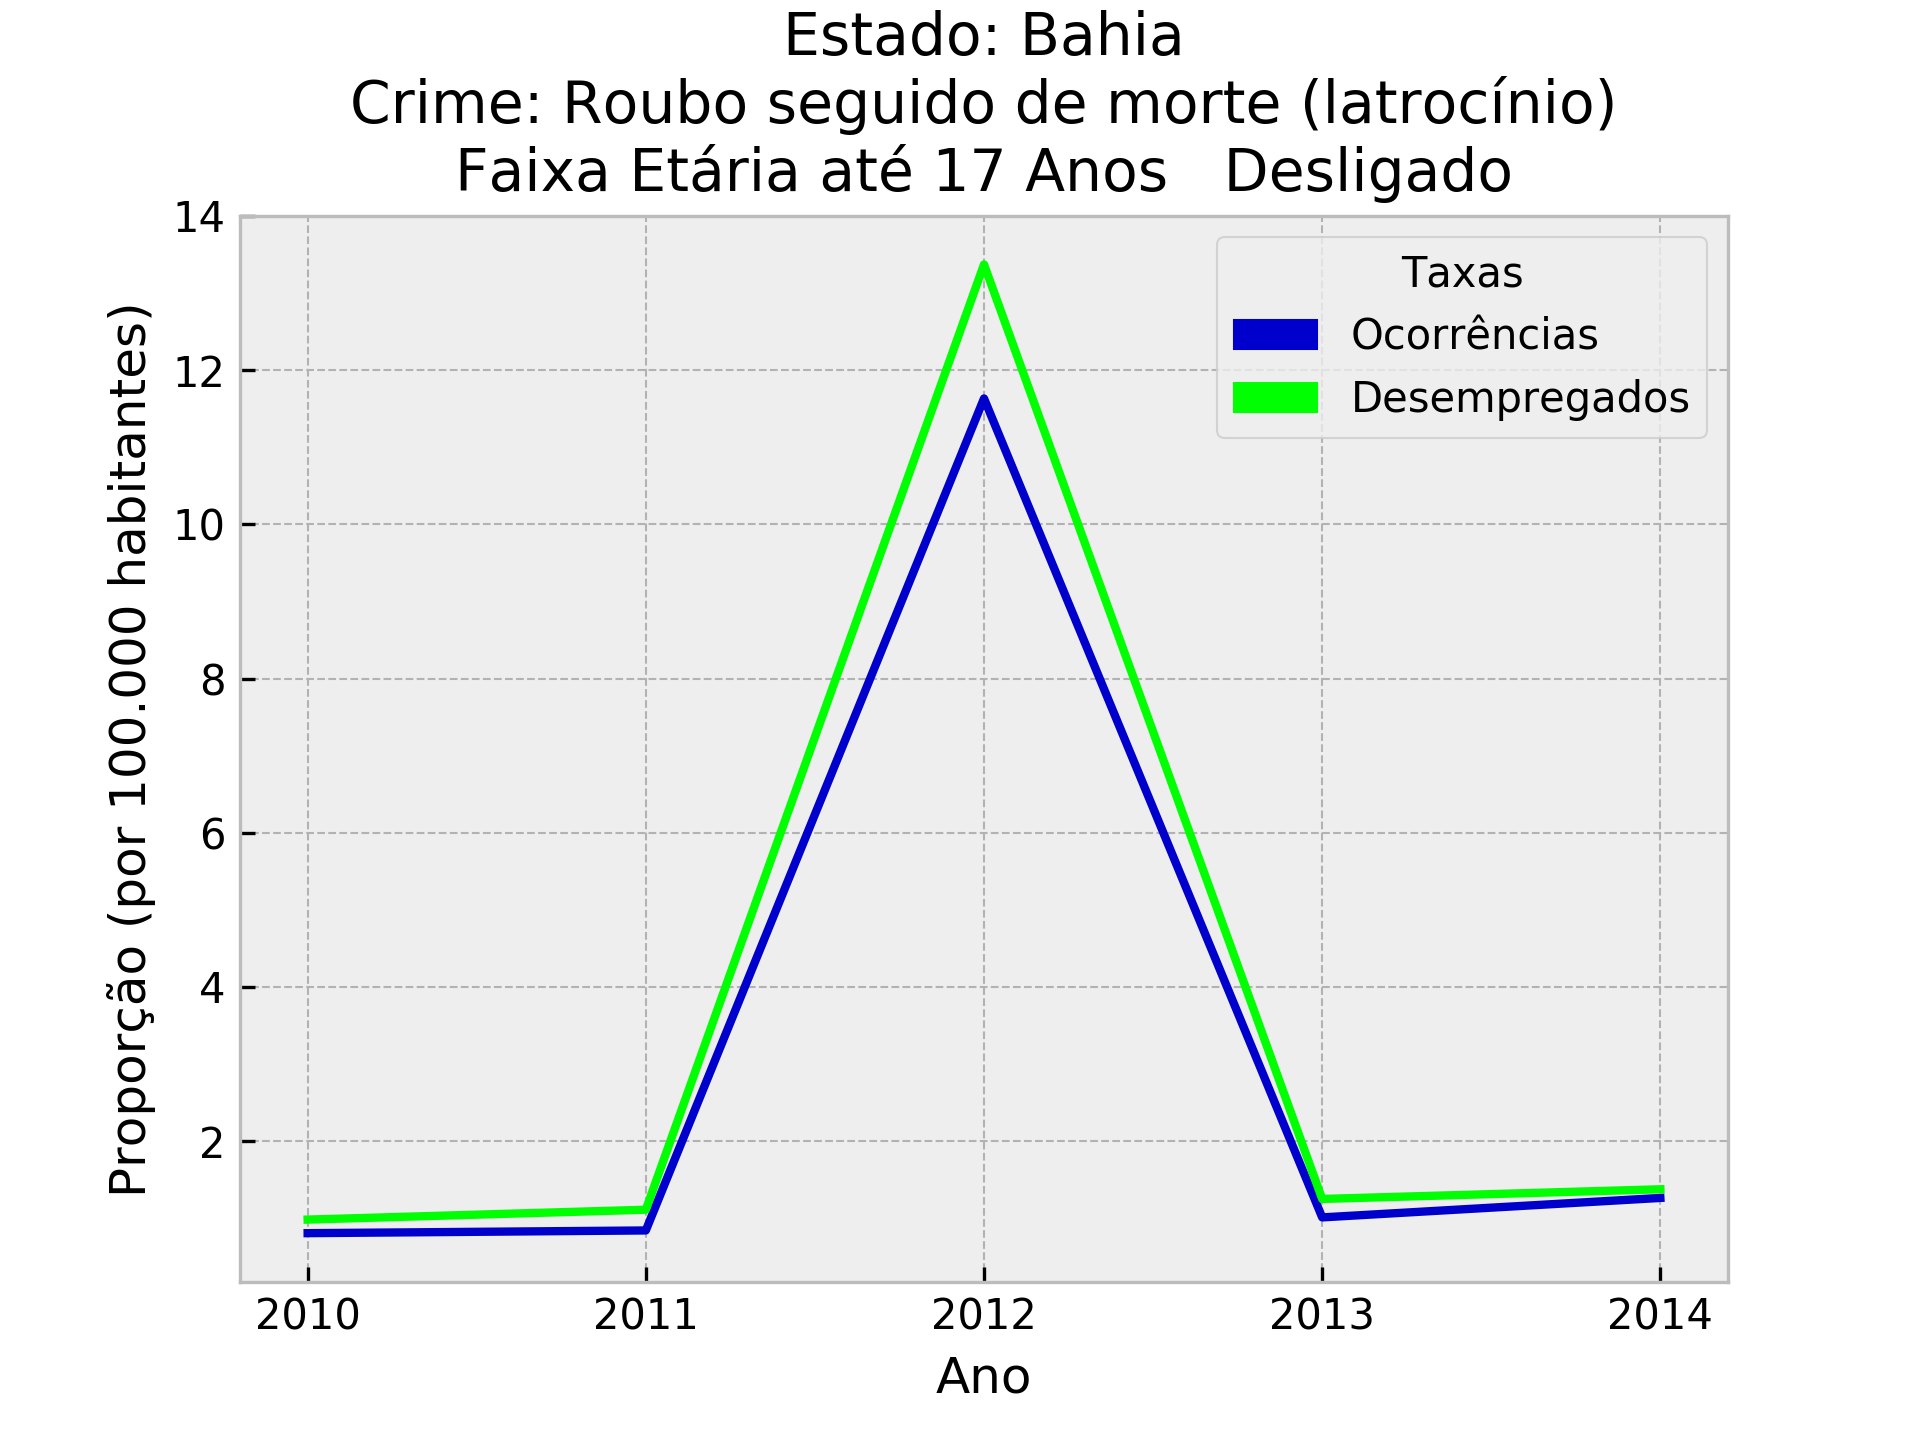 Estado: Bahia
Crime: Roubo seguido de morte (latrocínio)
Faixa Etária até 17 Anos   Desligado
Proporção (por 100.000 habitantes)
14
12
10
8
6
4
2
Taxas
Ocorrências
Desempregados
2010 2011 2012 2013 2014
Ano